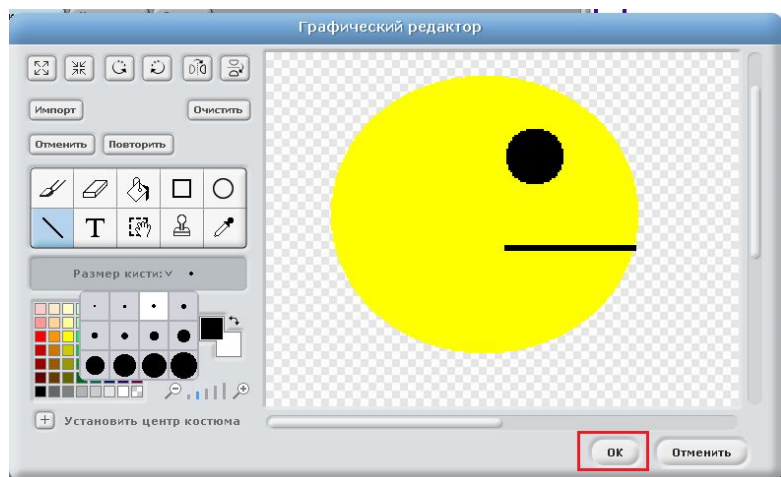 Графический редактор
Импорт
Очистить
Отменить
Повторить
T
Размер кисти:
Установить центр костюма
OK
Отменить